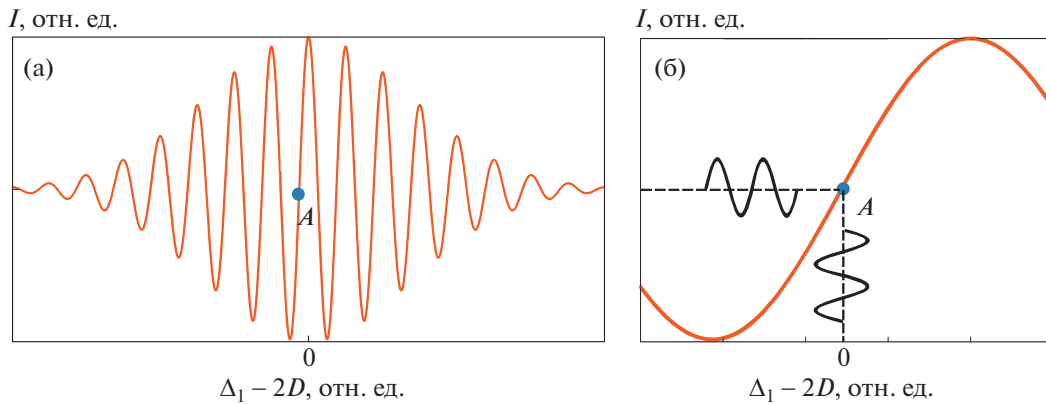 I, отн. ед.
(а)
A
0
Δ₁ – 2D, отн. ед.
I, отн. ед.
(б)
A
0
Δ₁ – 2D, отн. ед.